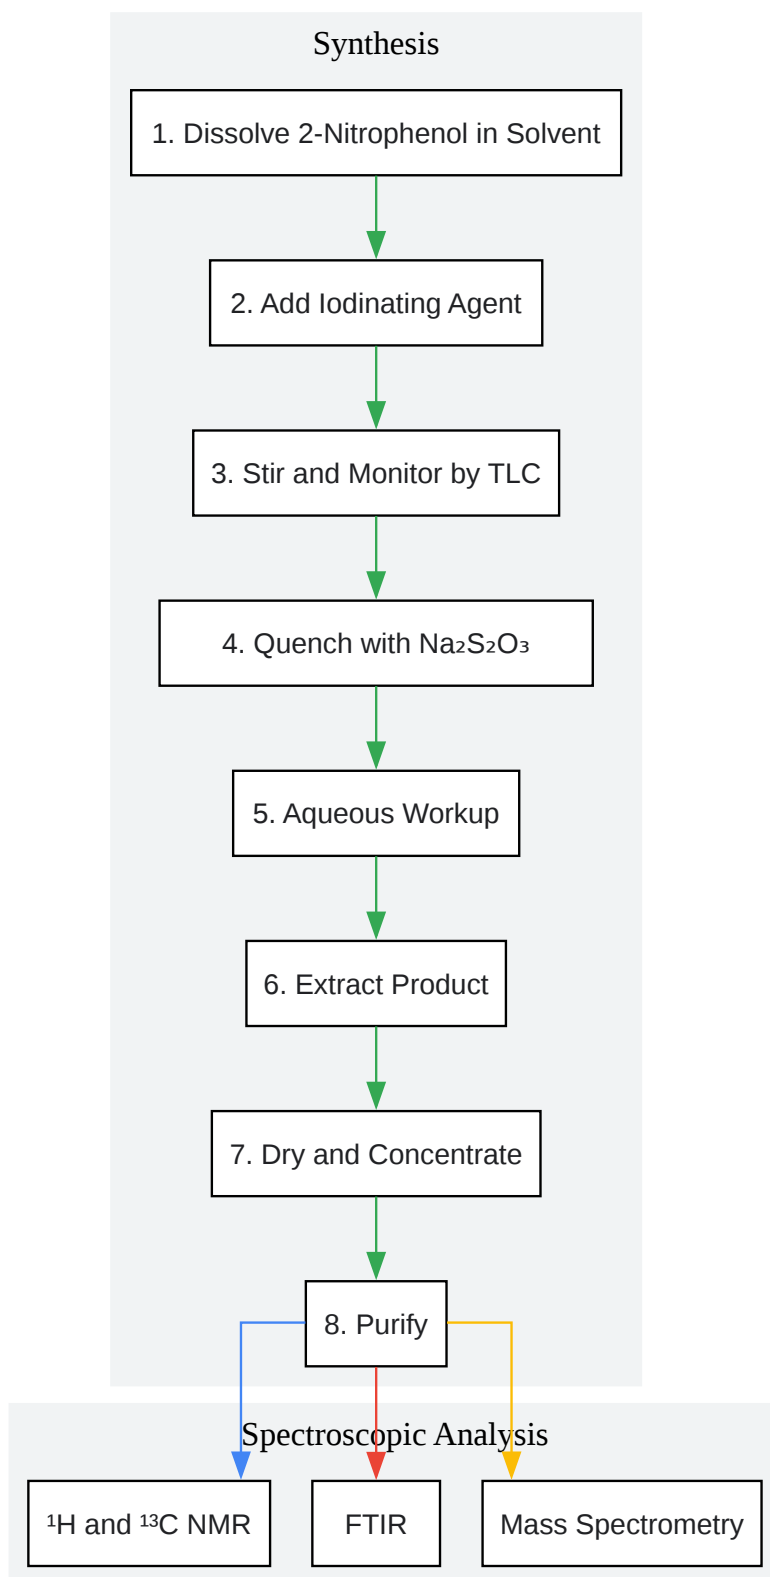 Synthesis
1. Dissolve 2-Nitrophenol in Solvent
2. Add Iodinating Agent
3. Stir and Monitor by TLC
4. Quench with Na₂S₂O₃
5. Aqueous Workup
6. Extract Product
7. Dry and Concentrate
8. Purify
Spectroscopic Analysis
¹H and ¹³C NMR
FTIR
Mass Spectrometry